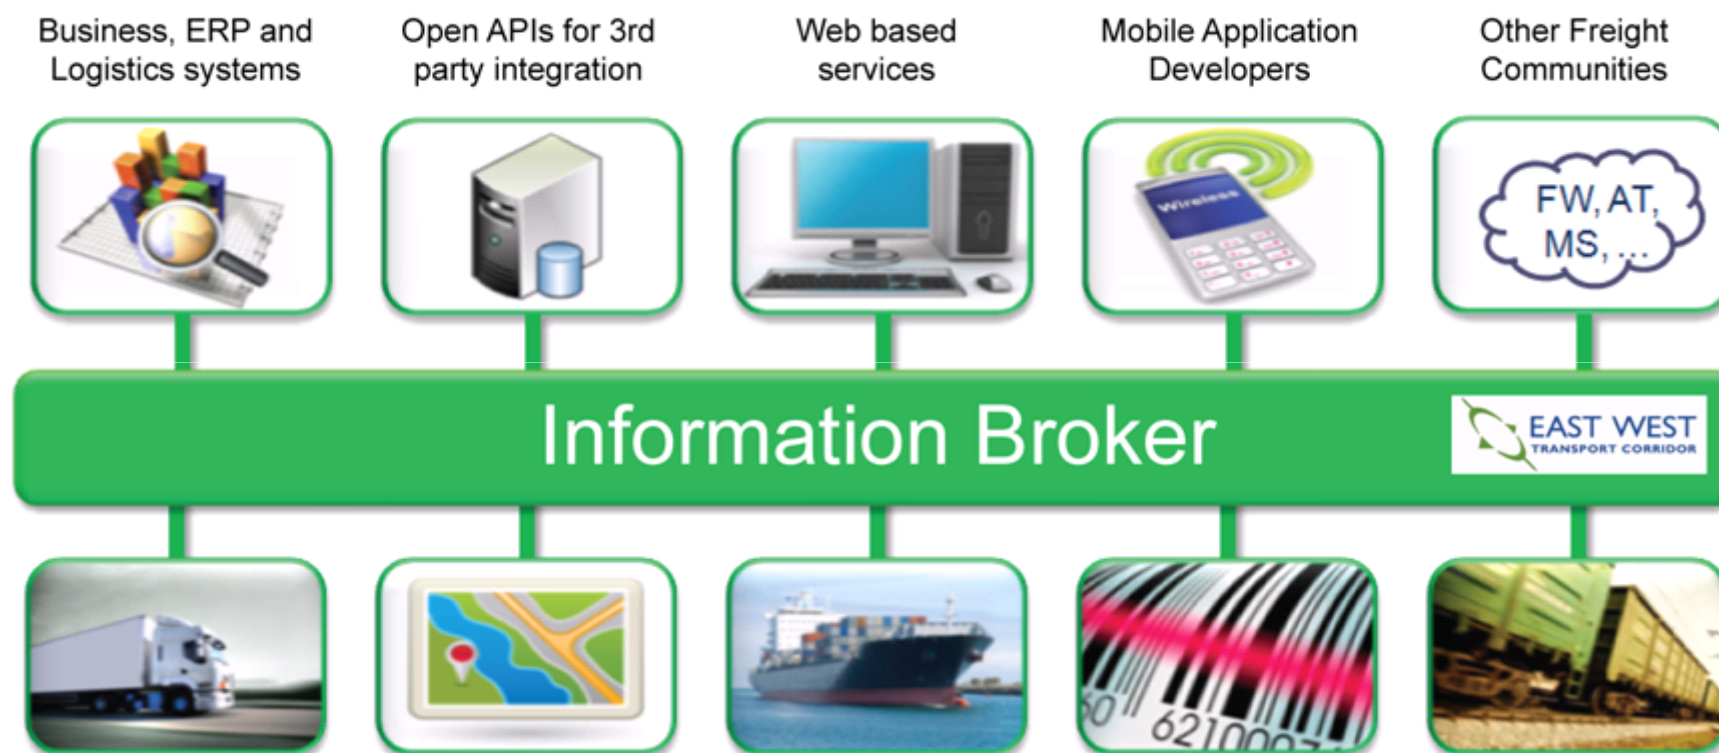 Business, ERP and
Logistics systems
Open APIs for 3rd
party integration
Web based
services
Mobile Application
Developers
Other Freight
Communities
Wireless
FW, AT,
MS, ...
Information Broker
EAST WEST
TRANSPORT CORRIDOR